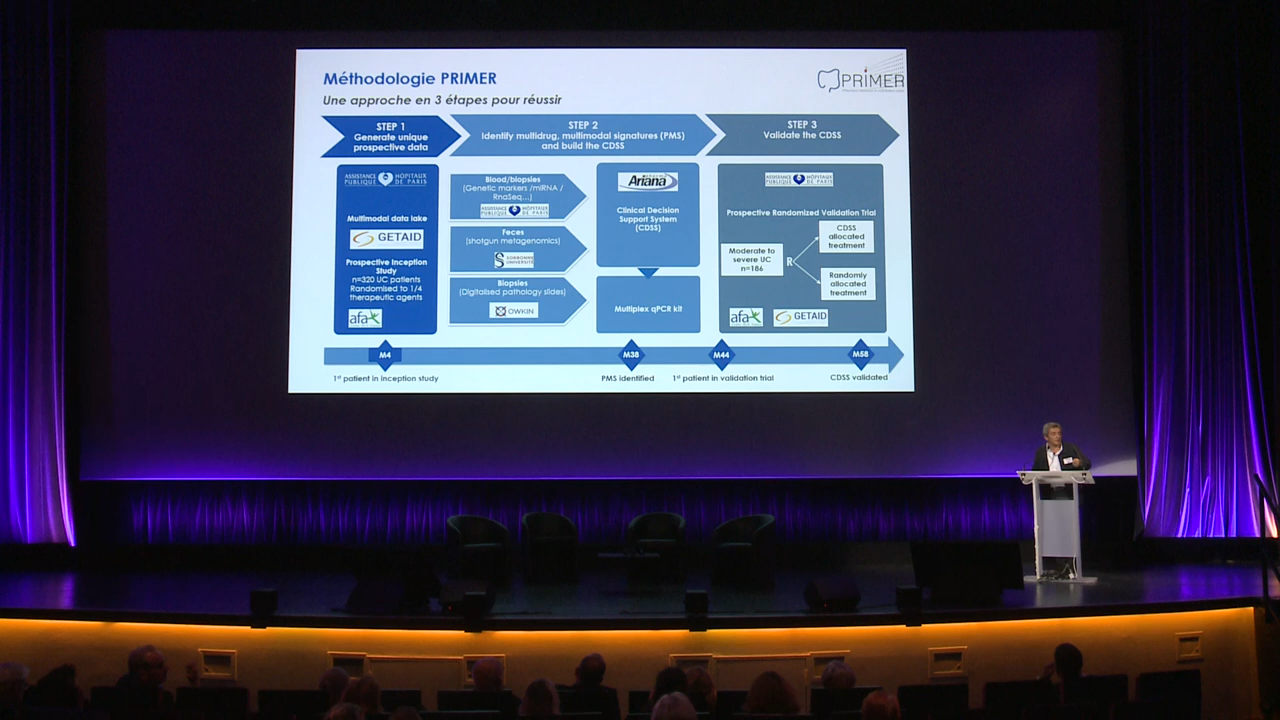 Méthodologie PRIMER
PRIMER
Une approche en 3 étapes pour réussir
STEP 1
Generate unique
prospective data
STEP 2
Identify multidrug, multimodal signatures (PMS)
and build the CDSS
STEP 3
Validate the CDSS
ASSISTANCE HÔPITAUX
PUBLIQUE DE PARIS
Multimodal data lake
GETAID
Prospective Inception
Study
n=320 UC patients
Randomised to 1/4
therapeutic agents
afa
Blood/biopsies
(Genetic markers /miRNA /
RnaSeq...)
ASSISTANCE HÔPITAUX
PUBLIQUE DE PARIS
Feces
(shotgun metagenomics)
SORBONNE
UNIVERSITÉ
Biopsies
(Digitalised pathology slides)
OWKIN
Ariana
Clinical Decision
Support System
(CDSS)
Multiplex qPCR kit
ASSISTANCE HÔPITAUX
PUBLIQUE DE PARIS
Prospective Randomized Validation Trial
Moderate to
severe UC
n=186
R
CDSS
allocated
treatment
Randomly
allocated
treatment
afa
GETAID
M4
M38
M44
M58
1st patient in inception study
PMS identified
1st patient in validation trial
CDSS validated